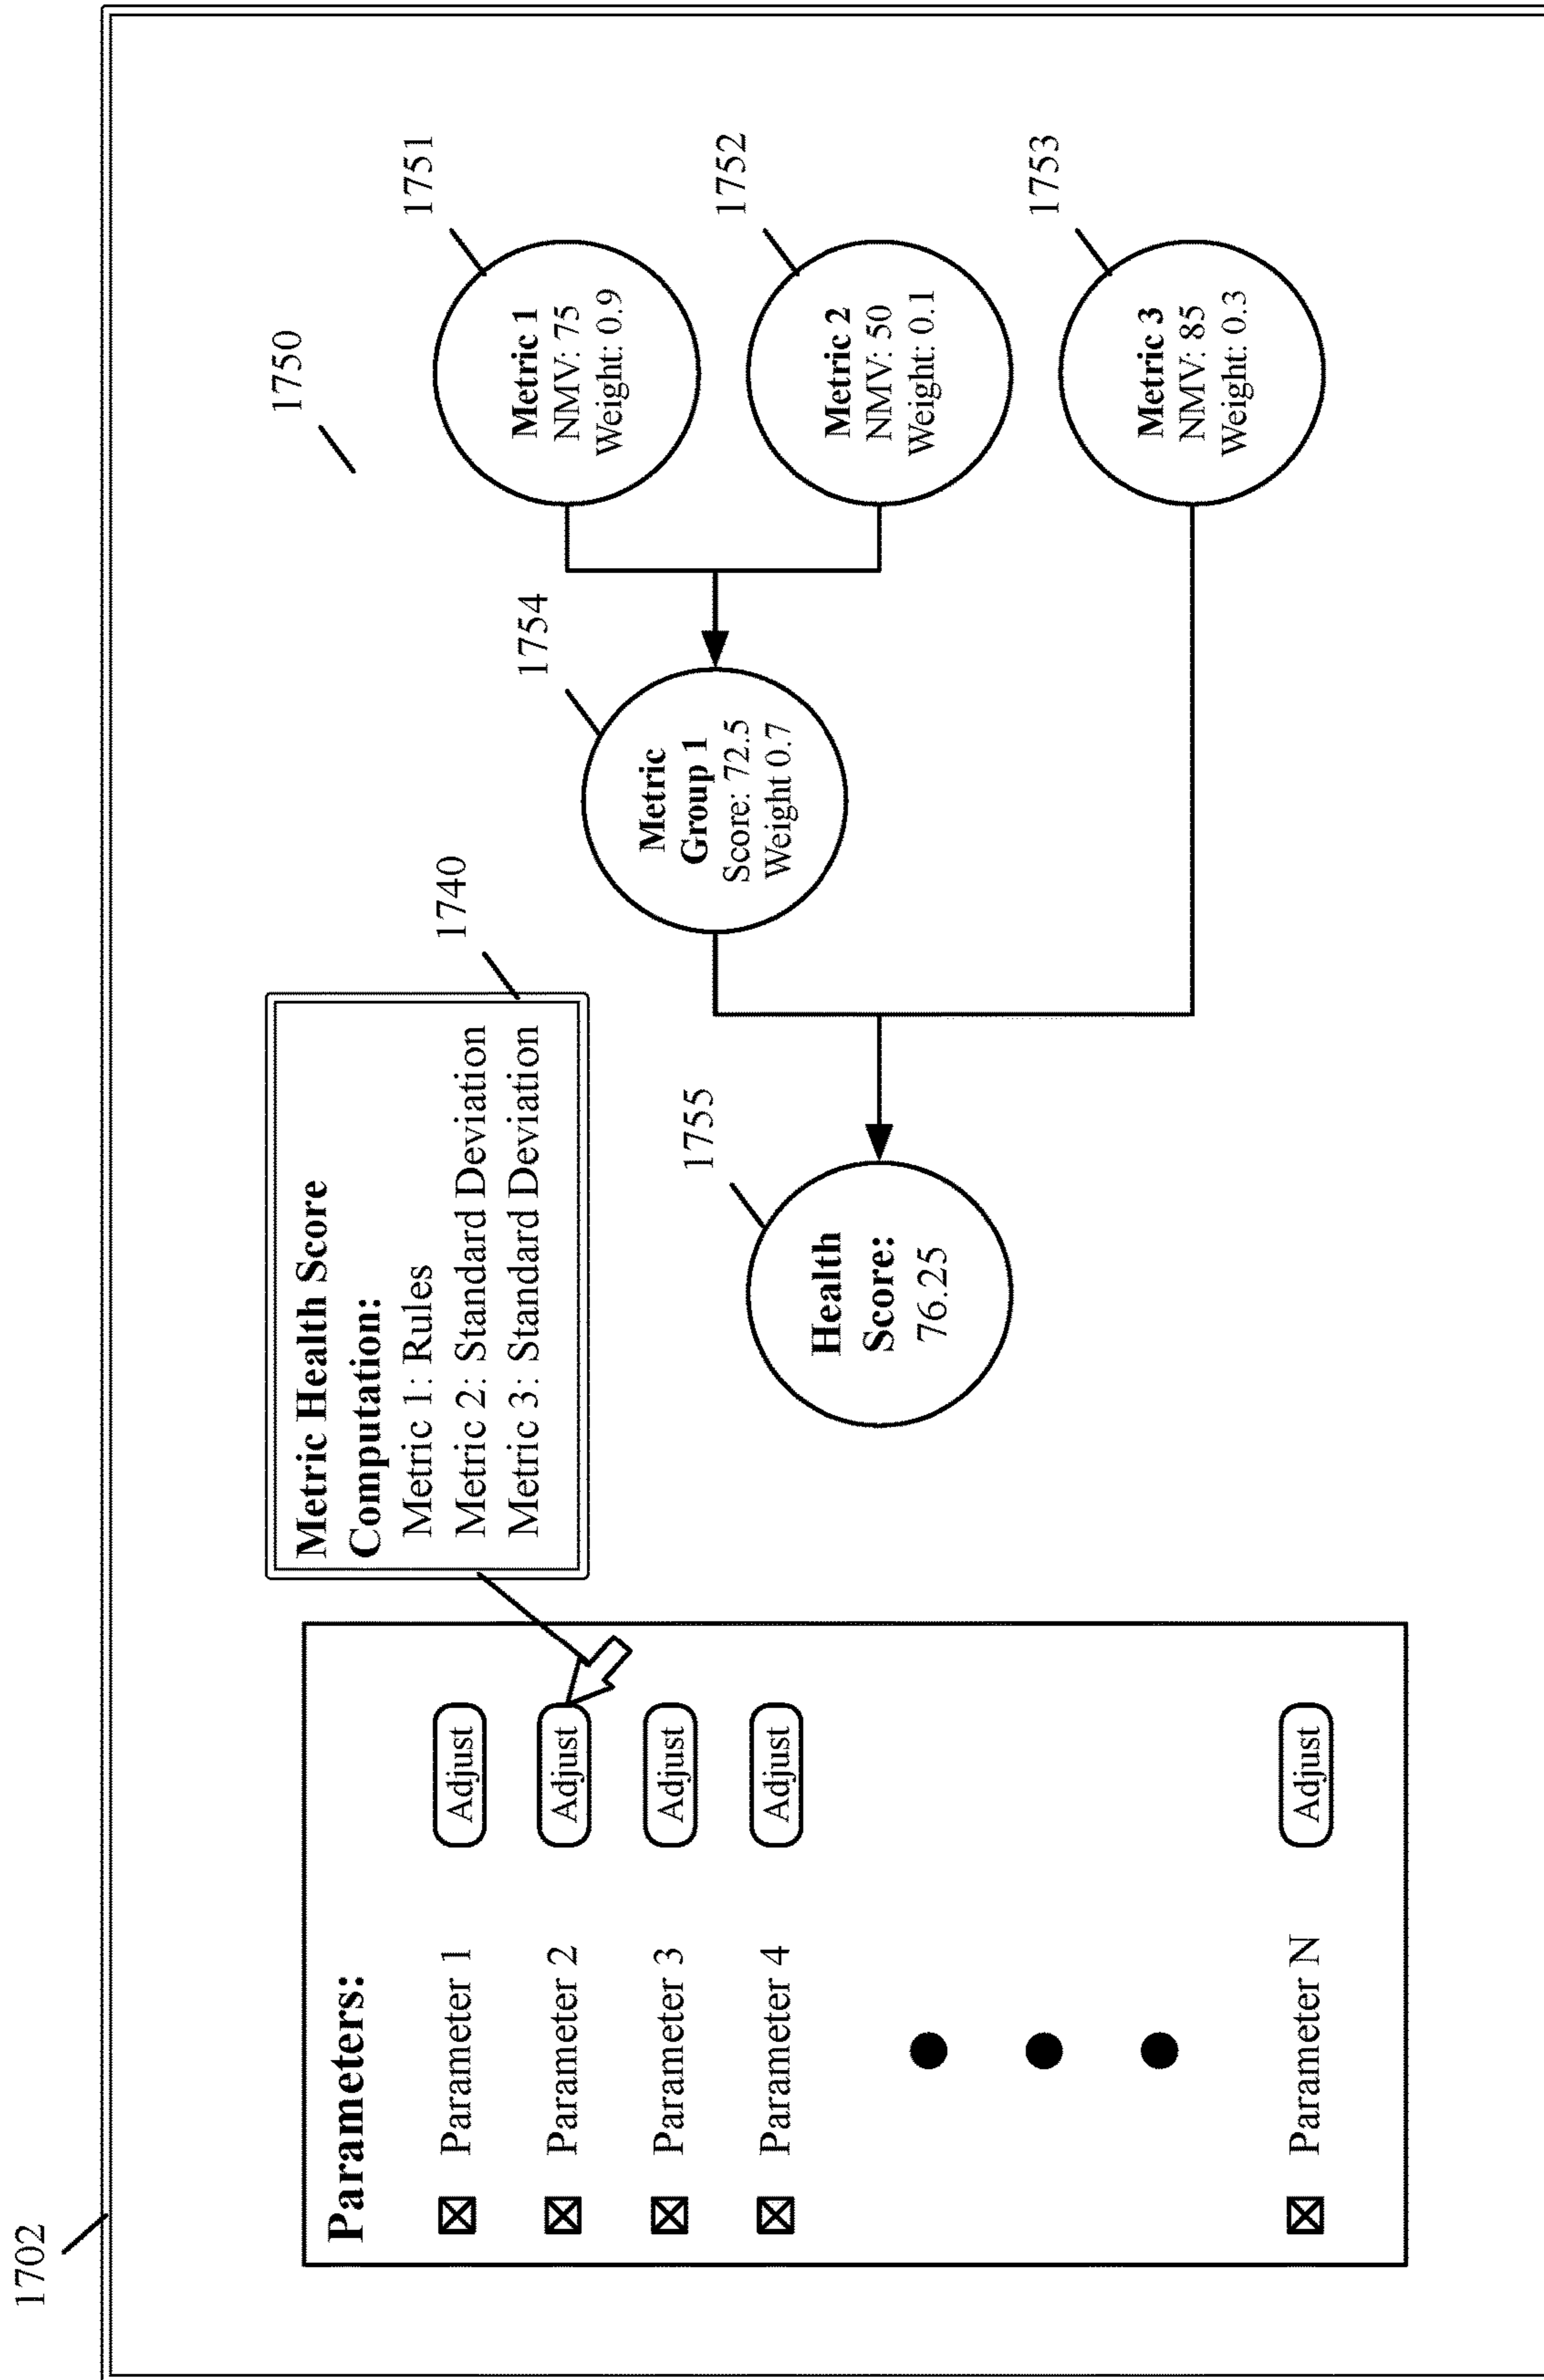 1702
Parameters:
Parameter 1 Adjust
Parameter 2 Adjust
Parameter 3 Adjust
Parameter 4 Adjust
Parameter N Adjust
Metric Health Score
Computation:
Metric 1: Rules
Metric 2: Standard Deviation
Metric 3: Standard Deviation
1740
1750
1755
Health
Score:
76.25
1754
Metric
Group 1
Score: 72.5
Weight 0.7
1751
Metric 1
NMV: 75
Weight: 0.9
1752
Metric 2
NMV: 50
Weight: 0.1
1753
Metric 3
NMV: 85
Weight: 0.3